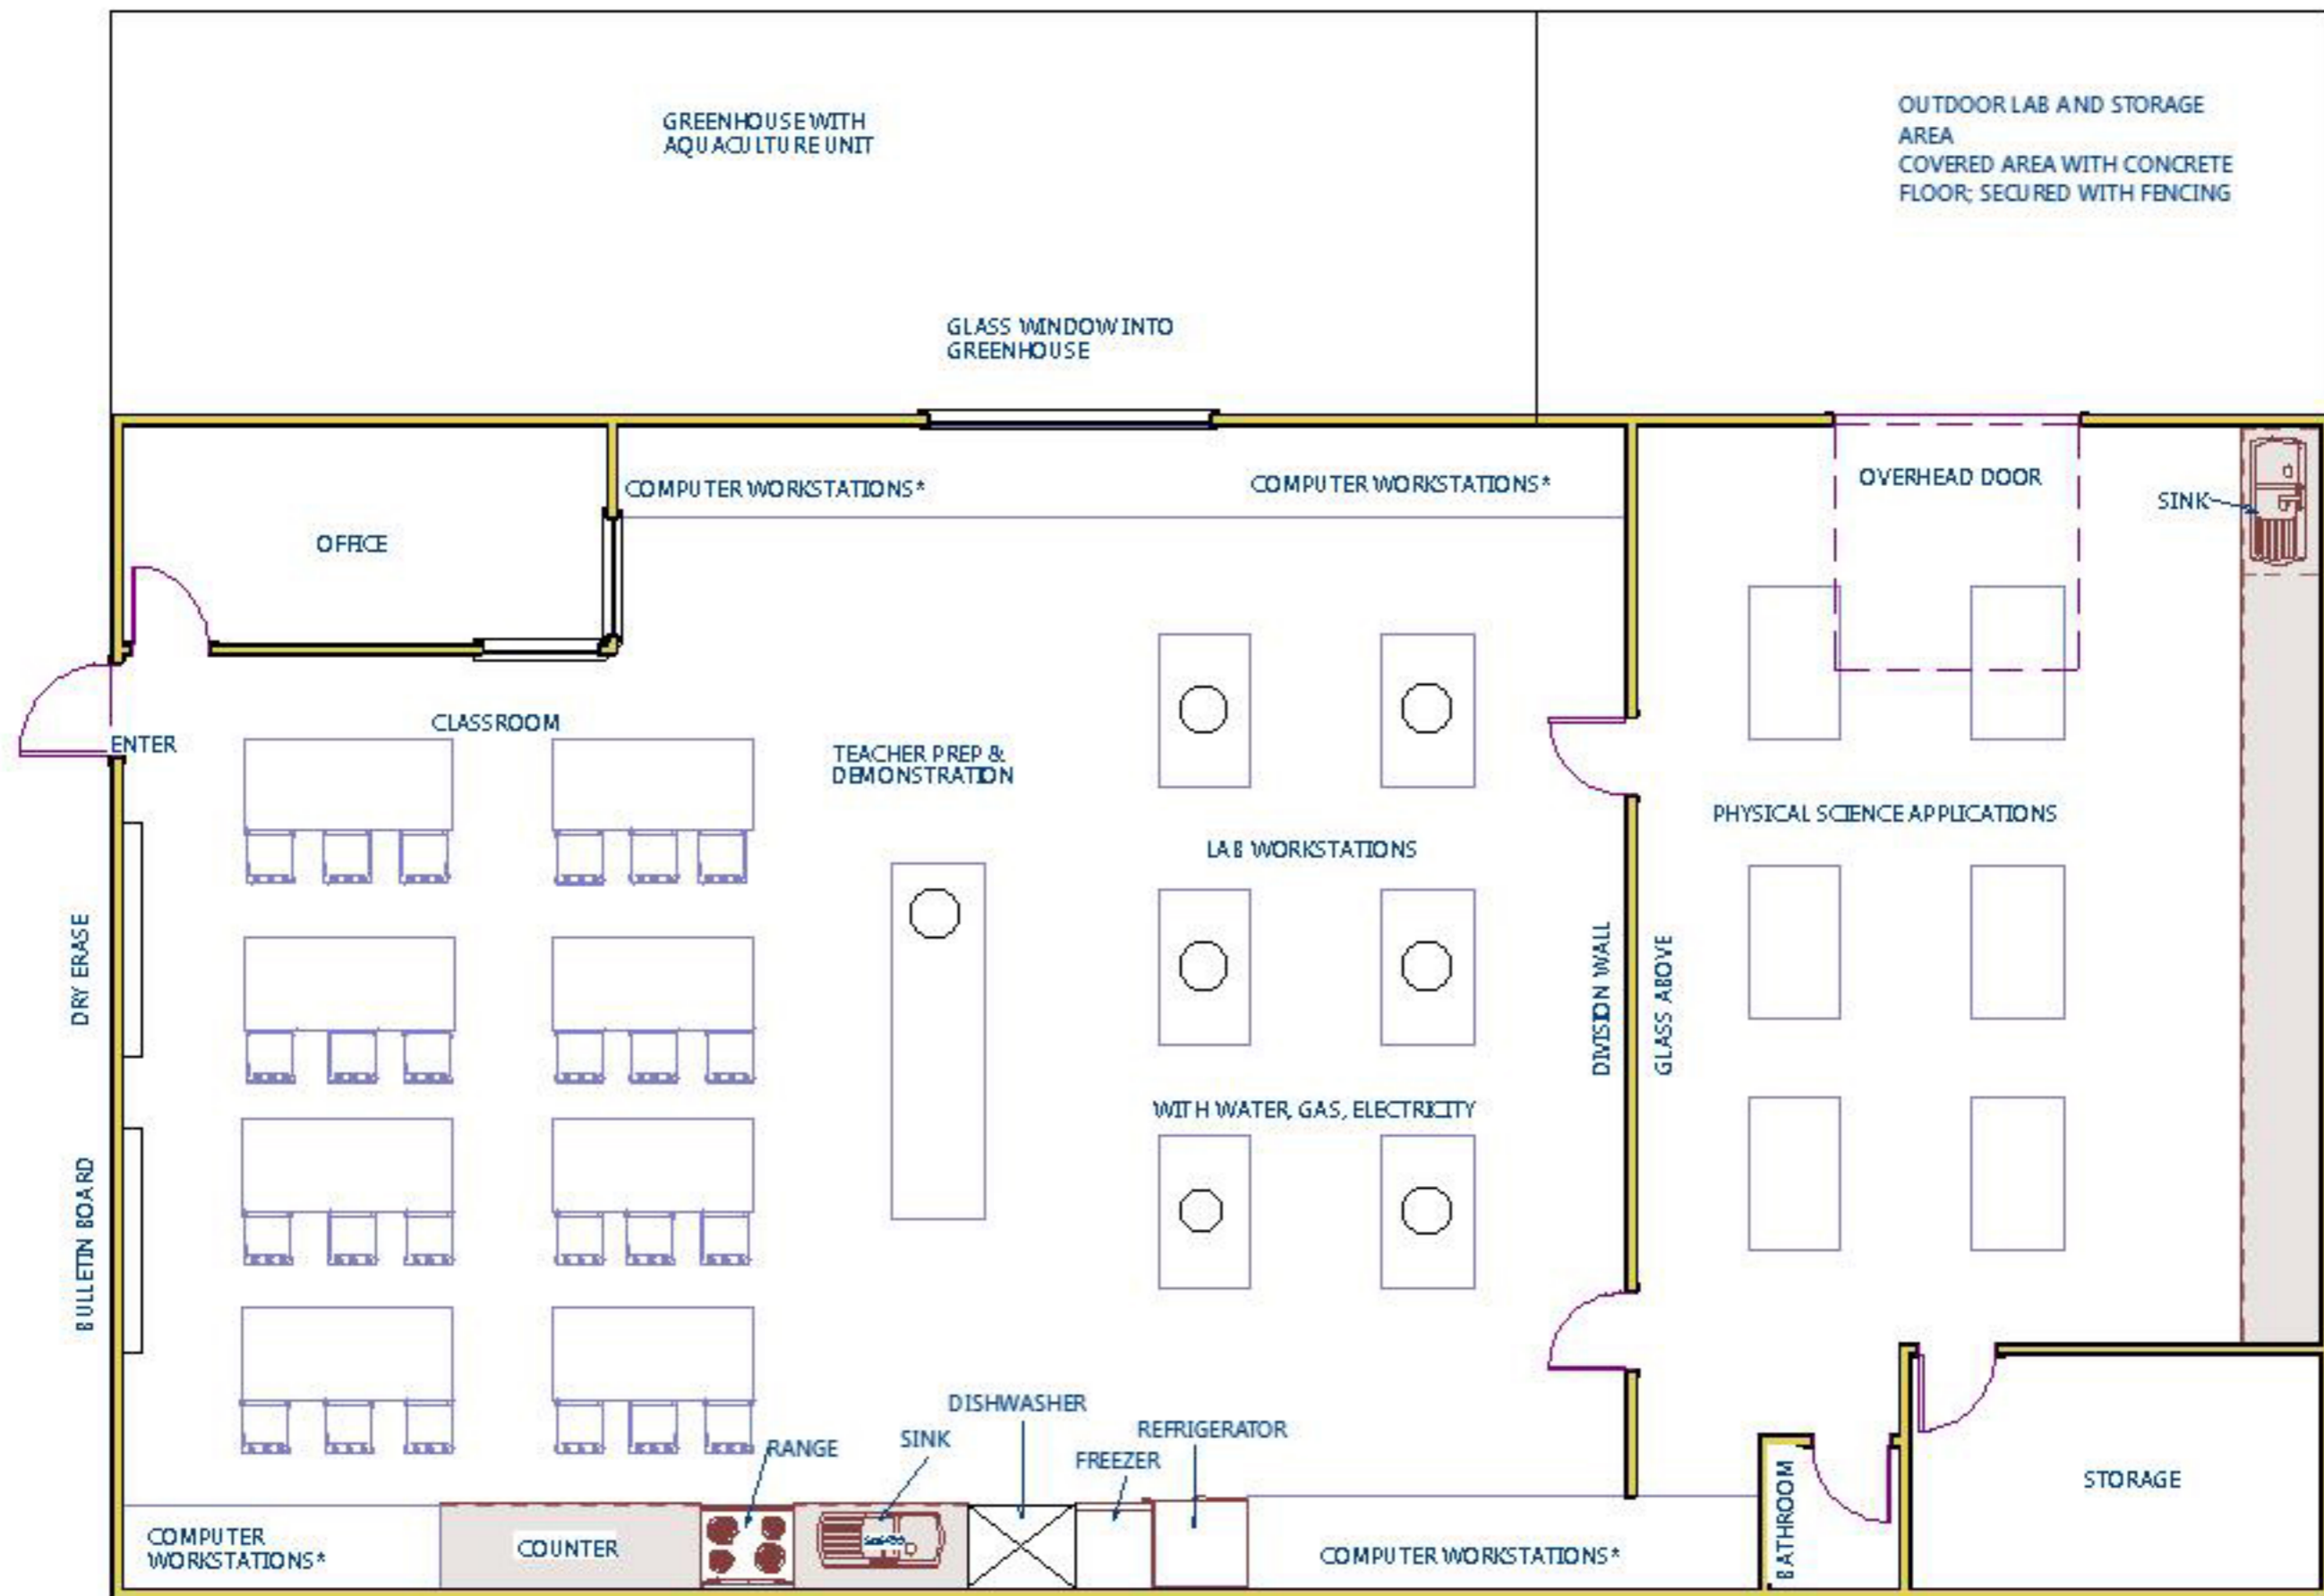 GREENHOUSE WITH
AQUACULTURE UNIT
OUTDOOR LAB AND STORAGE
AREA
COVERED AREA WITH CONCRETE
FLOOR; SECURED WITH FENCING
GLASS WINDOW INTO
GREENHOUSE
COMPUTER WORKSTATIONS*
COMPUTER WORKSTATIONS*
OVERHEAD DOOR
SINK
OFFICE
CLASSROOM
ENTER
TEACHER PREP &
DEMONSTRATION
PHYSICAL SCIENCE APPLICATIONS
LAB WORKSTATIONS
DRY ERASE
DIVISION WALL
GLASS ABOVE
WITH WATER, GAS, ELECTRICITY
BULLETIN BOARD
DISHWASHER
REFRIGERATOR
RANGE
SINK
FREEZER
STORAGE
BATHROOM
COMPUTER
WORKSTATIONS*
COUNTER
COMPUTER WORKSTATIONS*